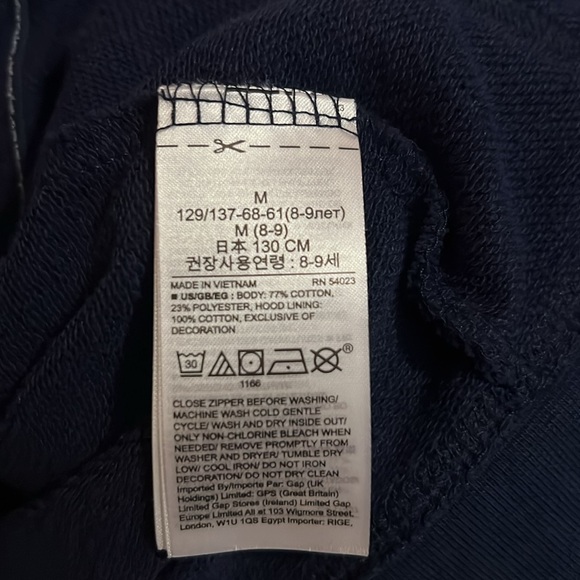 M
129/137-68-61(8-9лет)
M (8-9)
日本 130 CM
권장사용연령 : 8-9세
MADE IN VIETNAM RN 54023
■ US/GB/EG : BODY: 77% COTTON,
23% POLYESTER, HOOD LINING:
100% COTTON, EXCLUSIVE OF
DECORATION
30 ®
1166
CLOSE ZIPPER BEFORE WASHING/
MACHINE WASH COLD GENTLE
CYCLE/ WASH AND DRY INSIDE OUT/
ONLY NON-CHLORINE BLEACH WHEN
NEEDED/ REMOVE PROMPTLY FROM
WASHER AND DRYER/ TUMBLE DRY
LOW/ COOL IRON/ DO NOT IRON
DECORATION/ DO NOT DRY CLEAN
Imported By/Importe Par: Gap (UK
Holdings) Limited: GPS (Great Britain)
Limited Gap Stores (Ireland) Limited Gap
Europe Limited All at 103 Wigmore Street,
London, W1U 1QS Egypt Importer: RIGE,